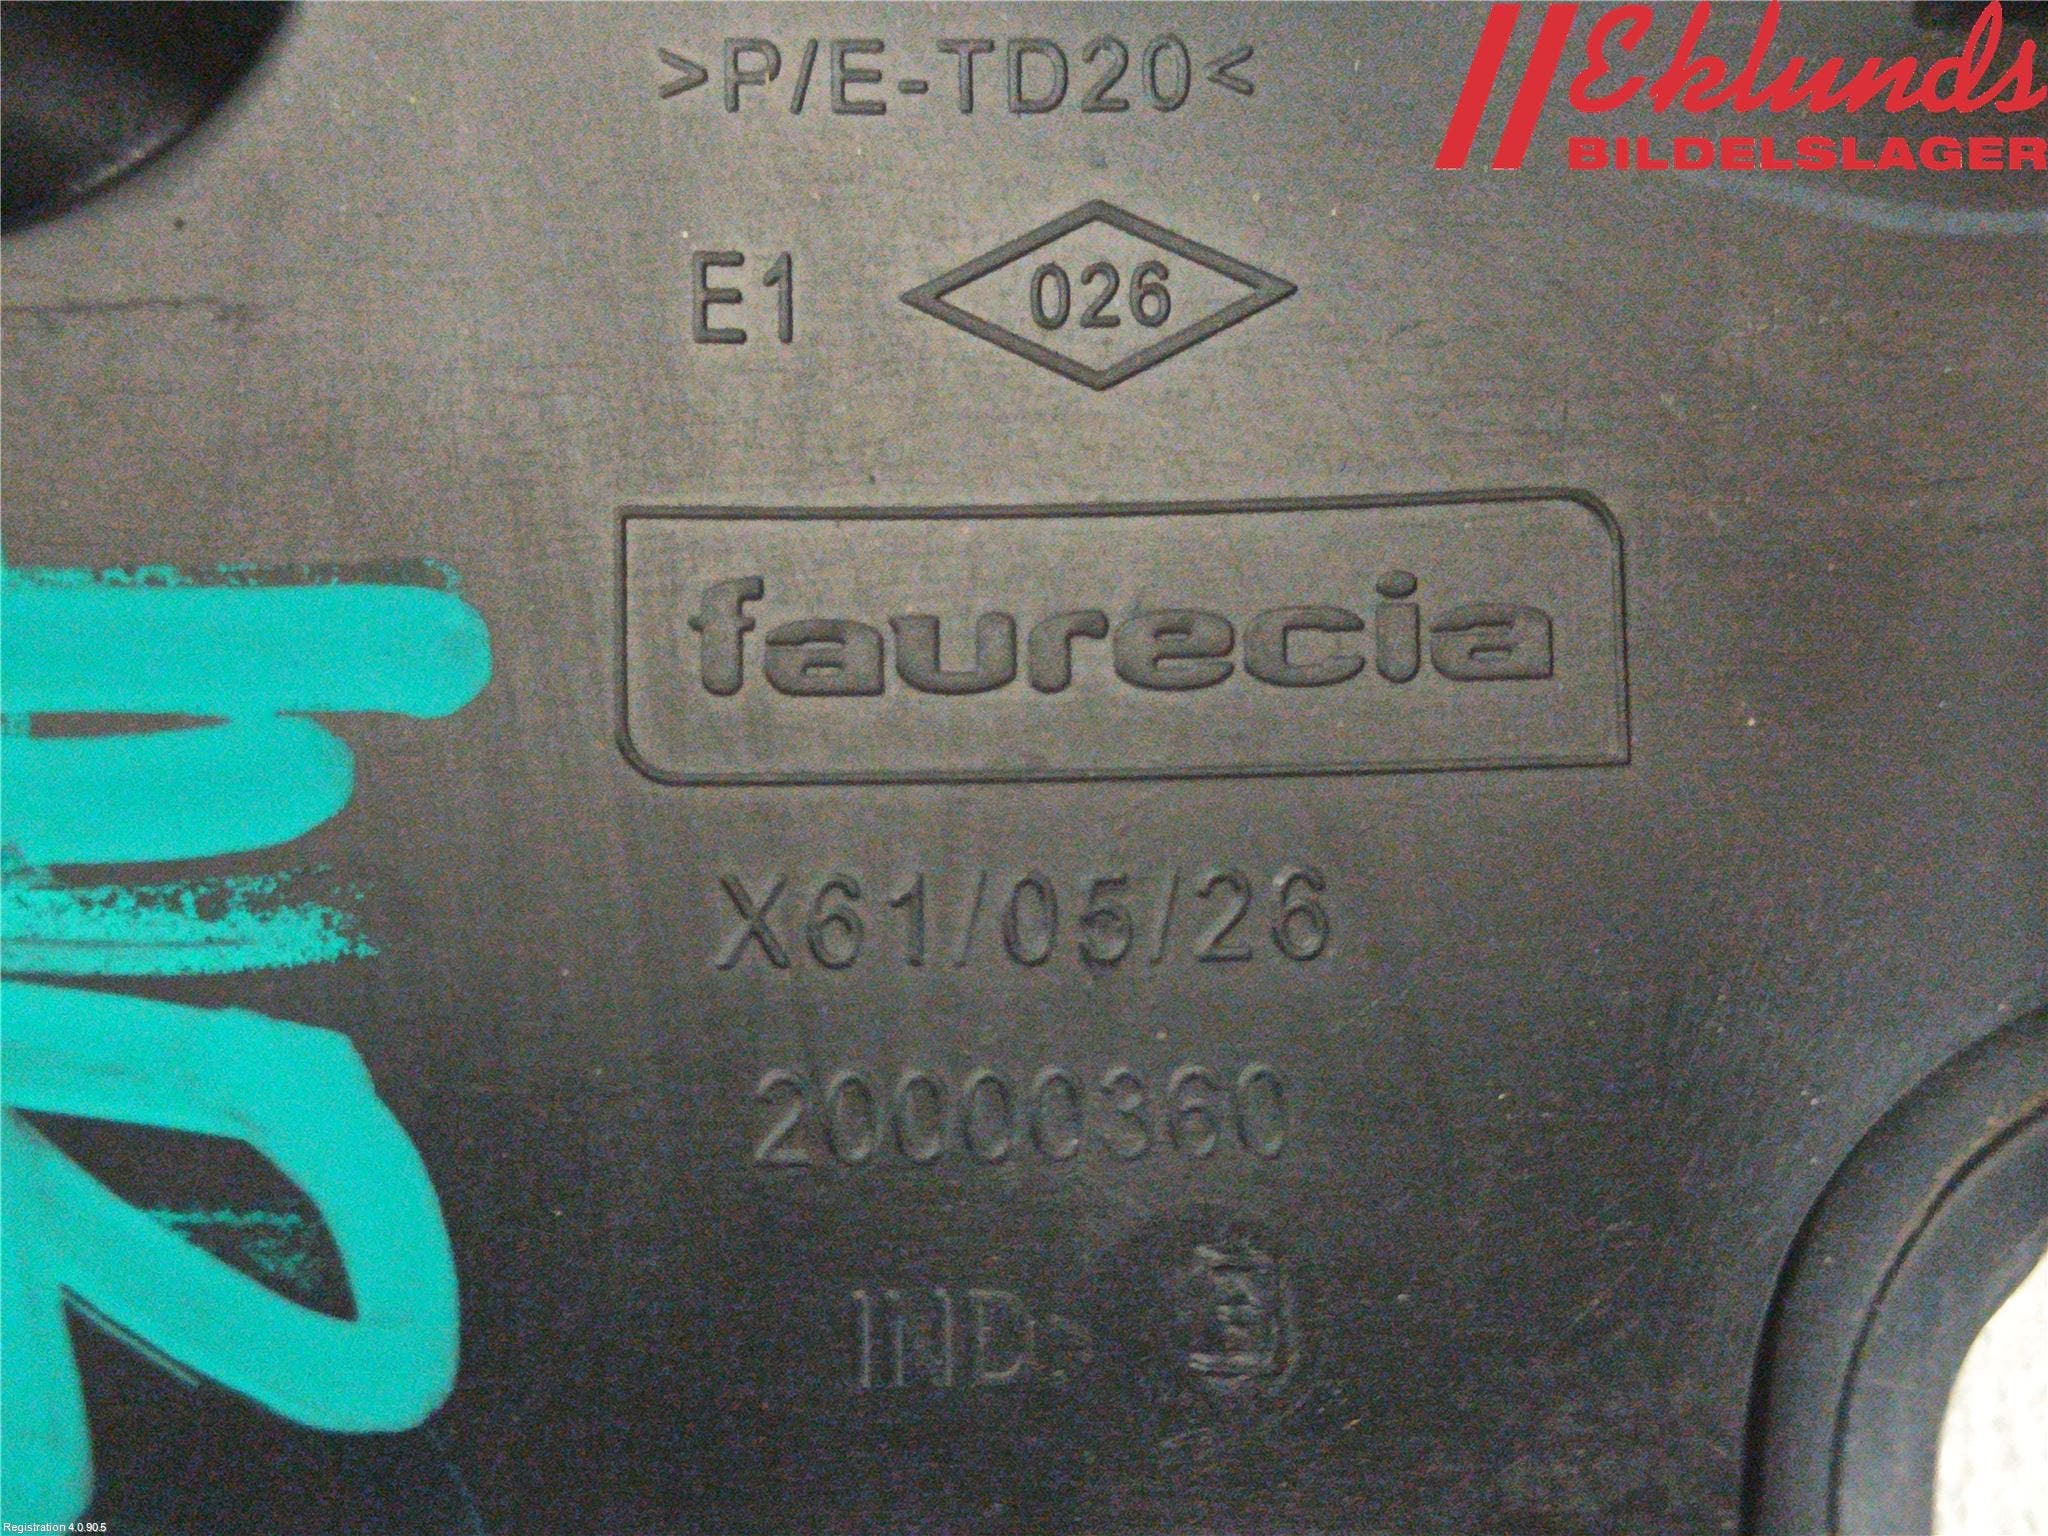 >P/E-TD20<
Eklunds
BILDELSLAGER
E1 026
faurecia
X61/05/26
20000360
IND
Registration 4.0.90.5